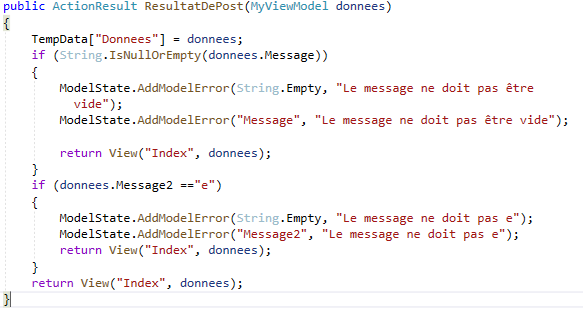 public ActionResult ResultatDePost(MyViewModel donnees)
{
TempData["Donnees"] = donnees;
if (String.IsNullOrEmpty(donnees.Message))
{
ModelState.AddModelError(String.Empty, "Le message ne doit pas être
vide");
ModelState.AddModelError("Message", "Le message ne doit pas être vide");
return View("Index", donnees);
}
if (donnees.Message2 =="e")
{
ModelState.AddModelError(String.Empty, "Le message ne doit pas e");
ModelState.AddModelError("Message2", "Le message ne doit pas e");
return View("Index", donnees);
}
return View("Index", donnees);
}